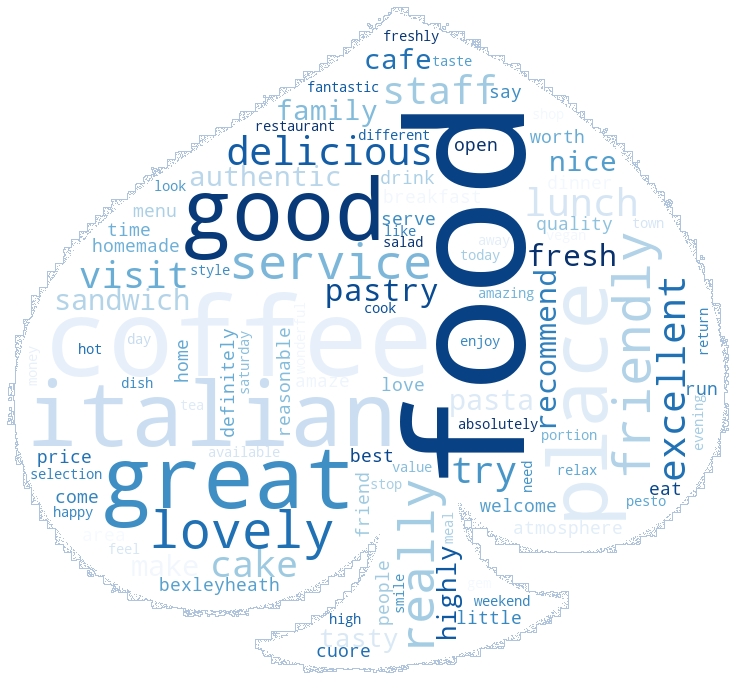 freshly
cafe
taste
fantastic
staff
say
family
restaurant
different
open
worth
delicious
nice
authentic
drink
breakfast
dinner
look
good
food
lunch
menu
serve
quality
town
time
like
homemade
salad
away
today
fresh
visit
style
service
sandwich
pastry
amazing
recommend
friendly
cook
coffee
place
excellent
return
hot
day
home
definitely
saturday
reasonable
wonderful
enjoy
money
dish
amaze
love
run
italian
tea
pasta
absolutely
portion
evening
price
available
best
value
try
need
relax
selection
great
stop
eat
pesto
come
happy
friend
welcome
lovely
really
meal
atmosphere
area
feel
make
cake
highly
bexleyheath
people
smile
weekend
high
little
tasty
cuore